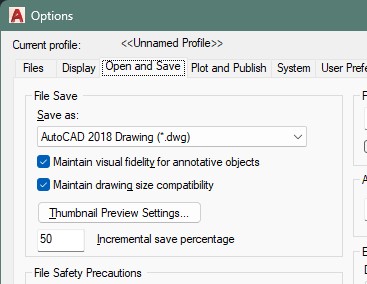 Options
Current profile: <<Unnamed Profile>>
Files Display Open and Save Plot and Publish System User Prefe
File Save
Save as:
AutoCAD 2018 Drawing (*.dwg)
Maintain visual fidelity for annotative objects
Maintain drawing size compatibility
Thumbnail Preview Settings...
50 Incremental save percentage
File Safety Precautions